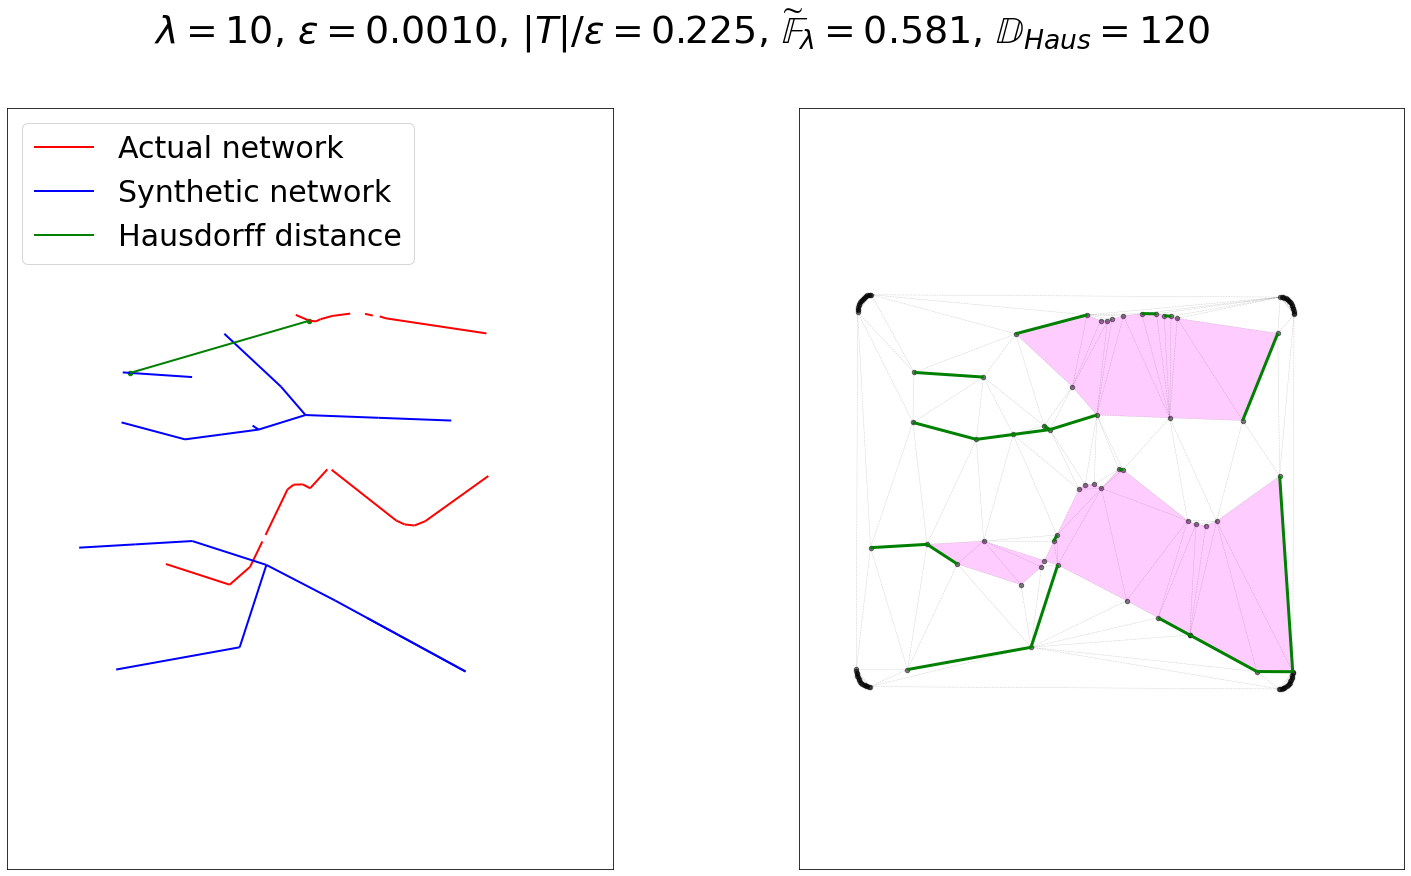 λ = 10, ε = 0.0010, |T|/ε = 0.225, 𝔽̃_λ = 0.581, 𝔻_Haus = 120
Actual network
Synthetic network
Hausdorff distance